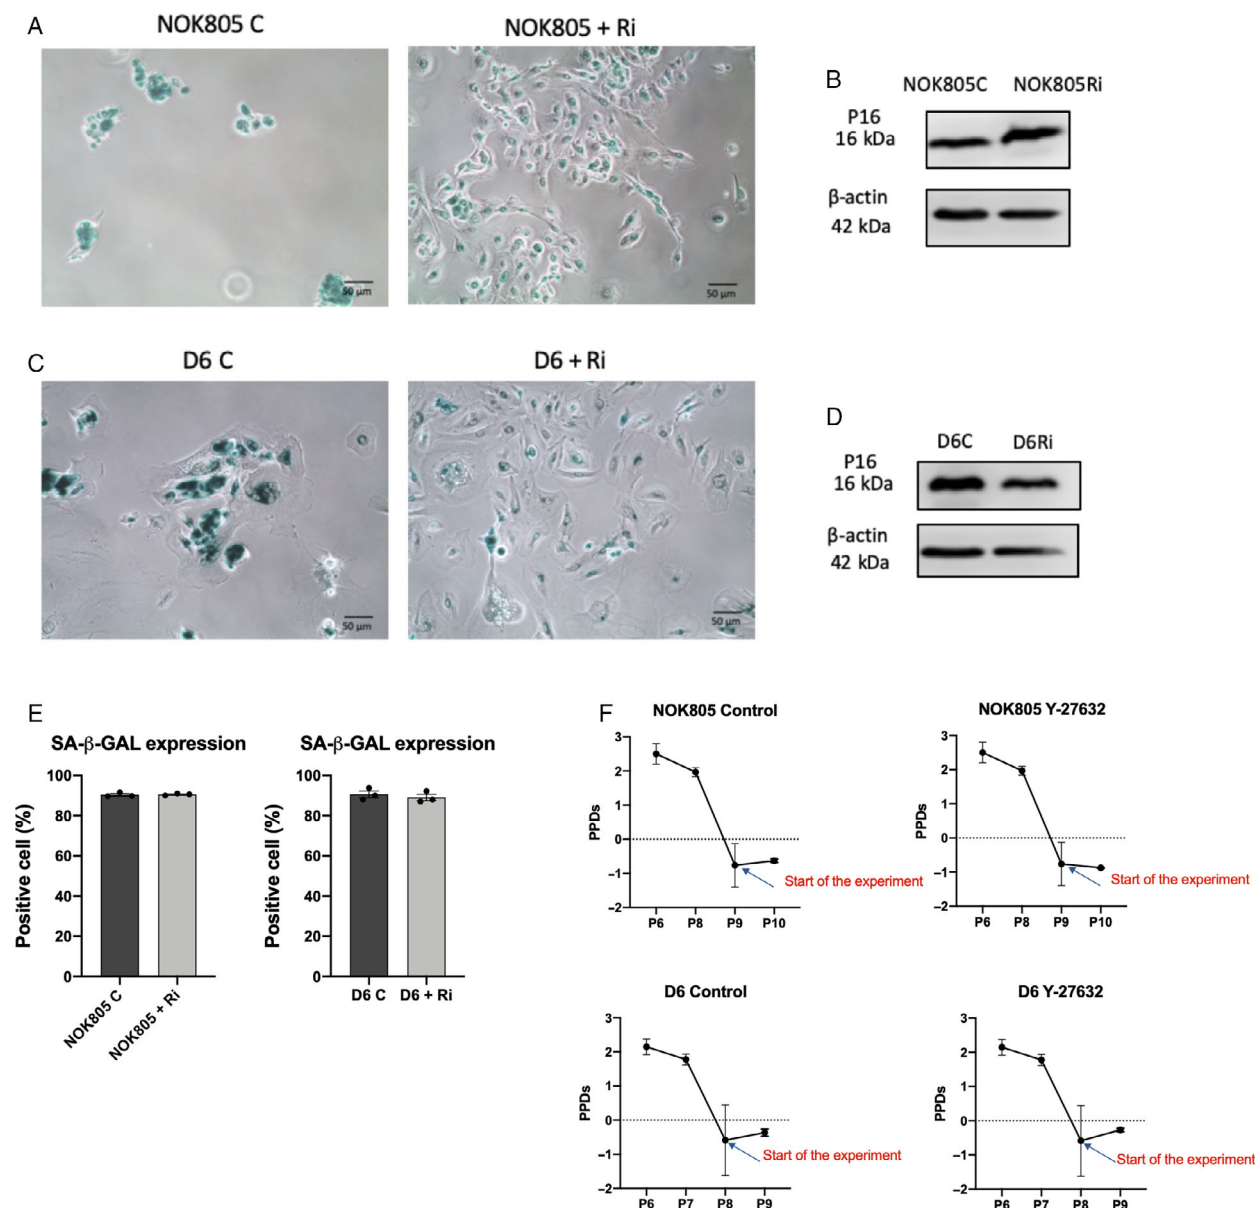 A
NOK805 C
NOK805 + Ri
50 µm
50 µm
B
NOK805C NOK805Ri
P16
16 kDa
β-actin
42 kDa
C
D6 C
D6 + Ri
50 µm
50 µm
D
D6C D6Ri
P16
16 kDa
β-actin
42 kDa
E
SA-β-GAL expression
Positive cell (%)
100
80
60
40
20
0
NOK805 C
NOK805 + Ri
SA-β-GAL expression
Positive cell (%)
100
80
60
40
20
0
D6 C
D6 + Ri
F
NOK805 Control
PPDs
3
2
1
0
−1
−2
Start of the experiment
P6 P8 P9 P10
NOK805 Y-27632
PPDs
3
2
1
0
−1
−2
Start of the experiment
P6 P8 P9 P10
D6 Control
PPDs
3
2
1
0
−1
−2
Start of the experiment
P6 P7 P8 P9
D6 Y-27632
PPDs
3
2
1
0
−1
−2
Start of the experiment
P6 P7 P8 P9